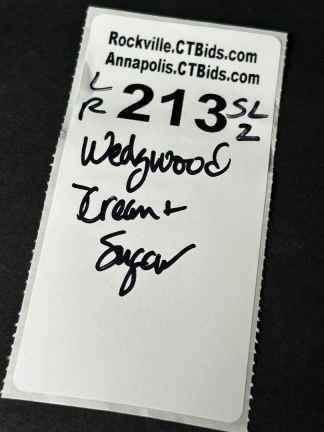 Rockville.CTBids.com
Annapolis.CTBids.com
L R 213 SL 2
Wedgwood
Cream +
Sugar